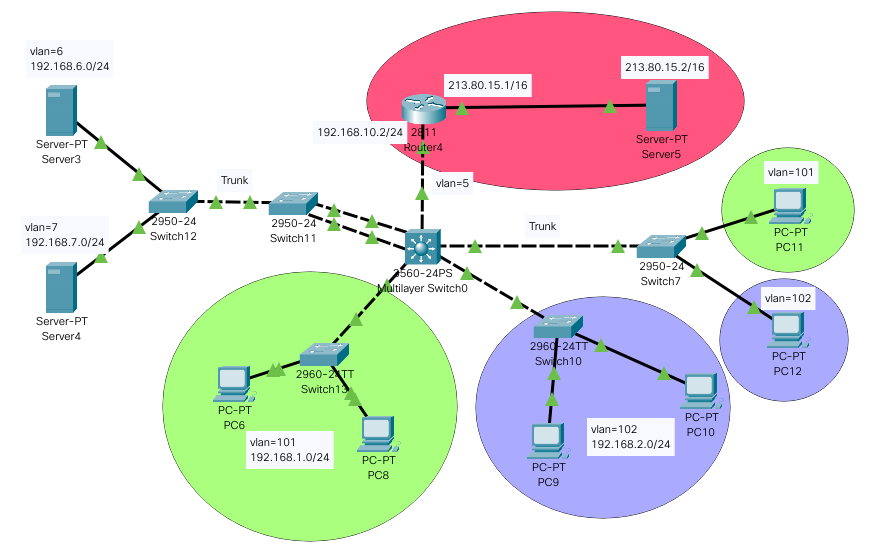 vlan=6
192.168.6.0/24
Server-PT
Server3
vlan=7
192.168.7.0/24
Server-PT
Server4
Trunk
2950-24
Switch12
2950-24
Switch11
192.168.10.2/24
2811
Router4
213.80.15.1/16
213.80.15.2/16
Server-PT
Server5
vlan=5
3560-24PS
Multilayer Switch0
Trunk
2950-24
Switch7
vlan=101
PC-PT
PC11
vlan=102
PC-PT
PC12
2960-24TT
Switch13
PC-PT
PC6
vlan=101
192.168.1.0/24
PC-PT
PC8
2960-24TT
Switch10
vlan=102
192.168.2.0/24
PC-PT
PC10
PC-PT
PC9